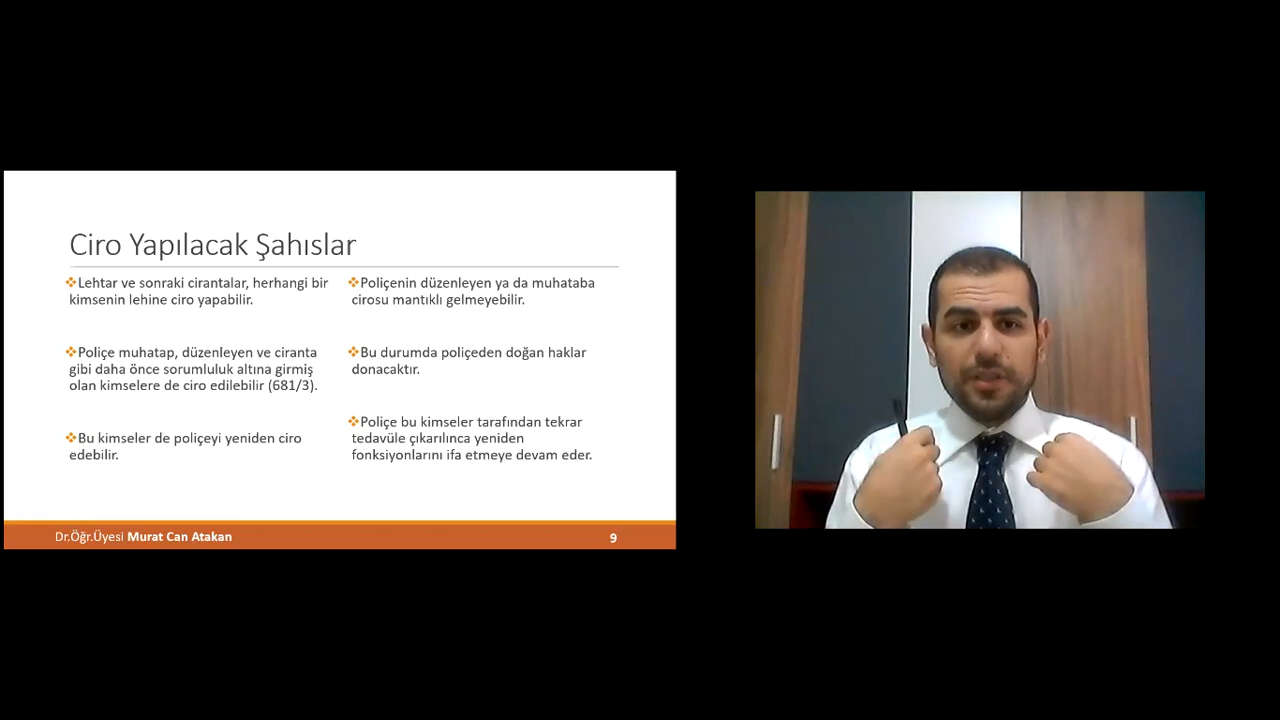 Ciro Yapılacak Şahıslar
❖Lehtar ve sonraki cirantalar, herhangi bir
kimsenin lehine ciro yapabilir.
❖Poliçe muhatap, düzenleyen ve ciranta
gibi daha önce sorumluluk altına girmiş
olan kimselere de ciro edilebilir (681/3).
❖Bu kimseler de poliçeyi yeniden ciro
edebilir.
❖Poliçenin düzenleyen ya da muhataba
cirosu mantıklı gelmeyebilir.
❖Bu durumda poliçeden doğan haklar
donacaktır.
❖Poliçe bu kimseler tarafından tekrar
tedavüle çıkarılınca yeniden
fonksiyonlarını ifa etmeye devam eder.
Dr.Öğr.Üyesi Murat Can Atakan
9